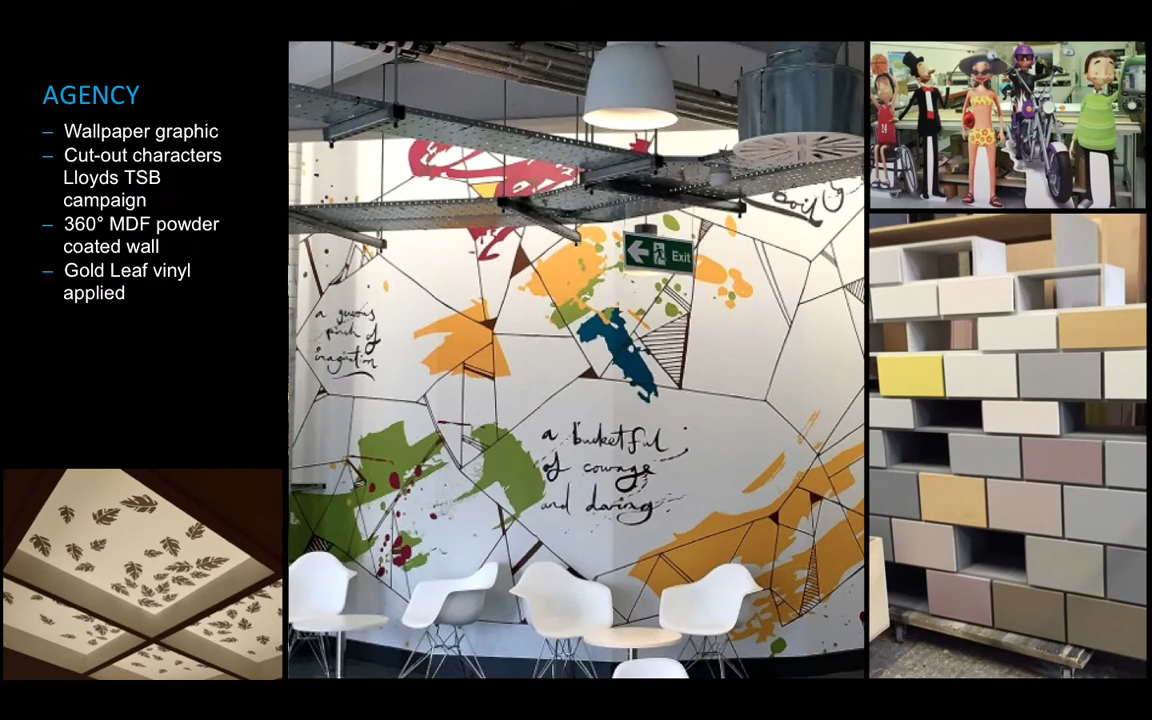 AGENCY
– Wallpaper graphic
– Cut-out characters
Lloyds TSB
campaign
– 360° MDF powder
coated wall
– Gold Leaf vinyl
applied
Exit
a
pinch of
imagination
a bucketful
of courage
and daring.